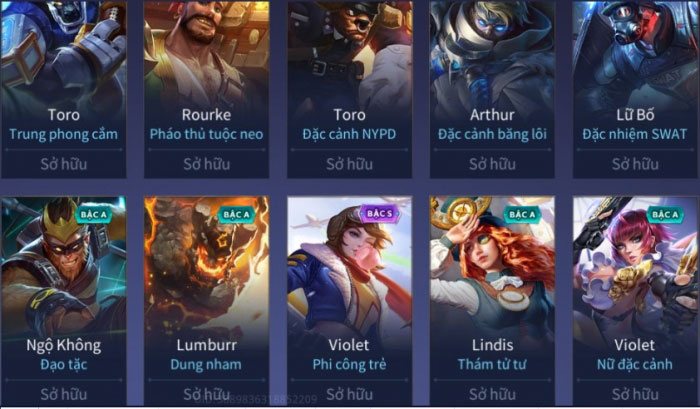 Toro
Trung phong cắm
Sở hữu
Rourke
Pháo thủ tuộc neo
Sở hữu
Toro
Đặc cảnh NYPD
Sở hữu
Arthur
Đặc cảnh băng lôi
Sở hữu
Lữ Bố
Đặc nhiệm SWAT
Sở hữu
BẬC A
Ngộ Không
Đạo tặc
Sở hữu
BẬC A
Lumburr
Dung nham
Sở hữu
BẬC S
Violet
Phi công trẻ
Sở hữu
BẬC A
Lindis
Thám tử tư
Sở hữu
BẬC A
Violet
Nữ đặc cảnh
Sở hữu